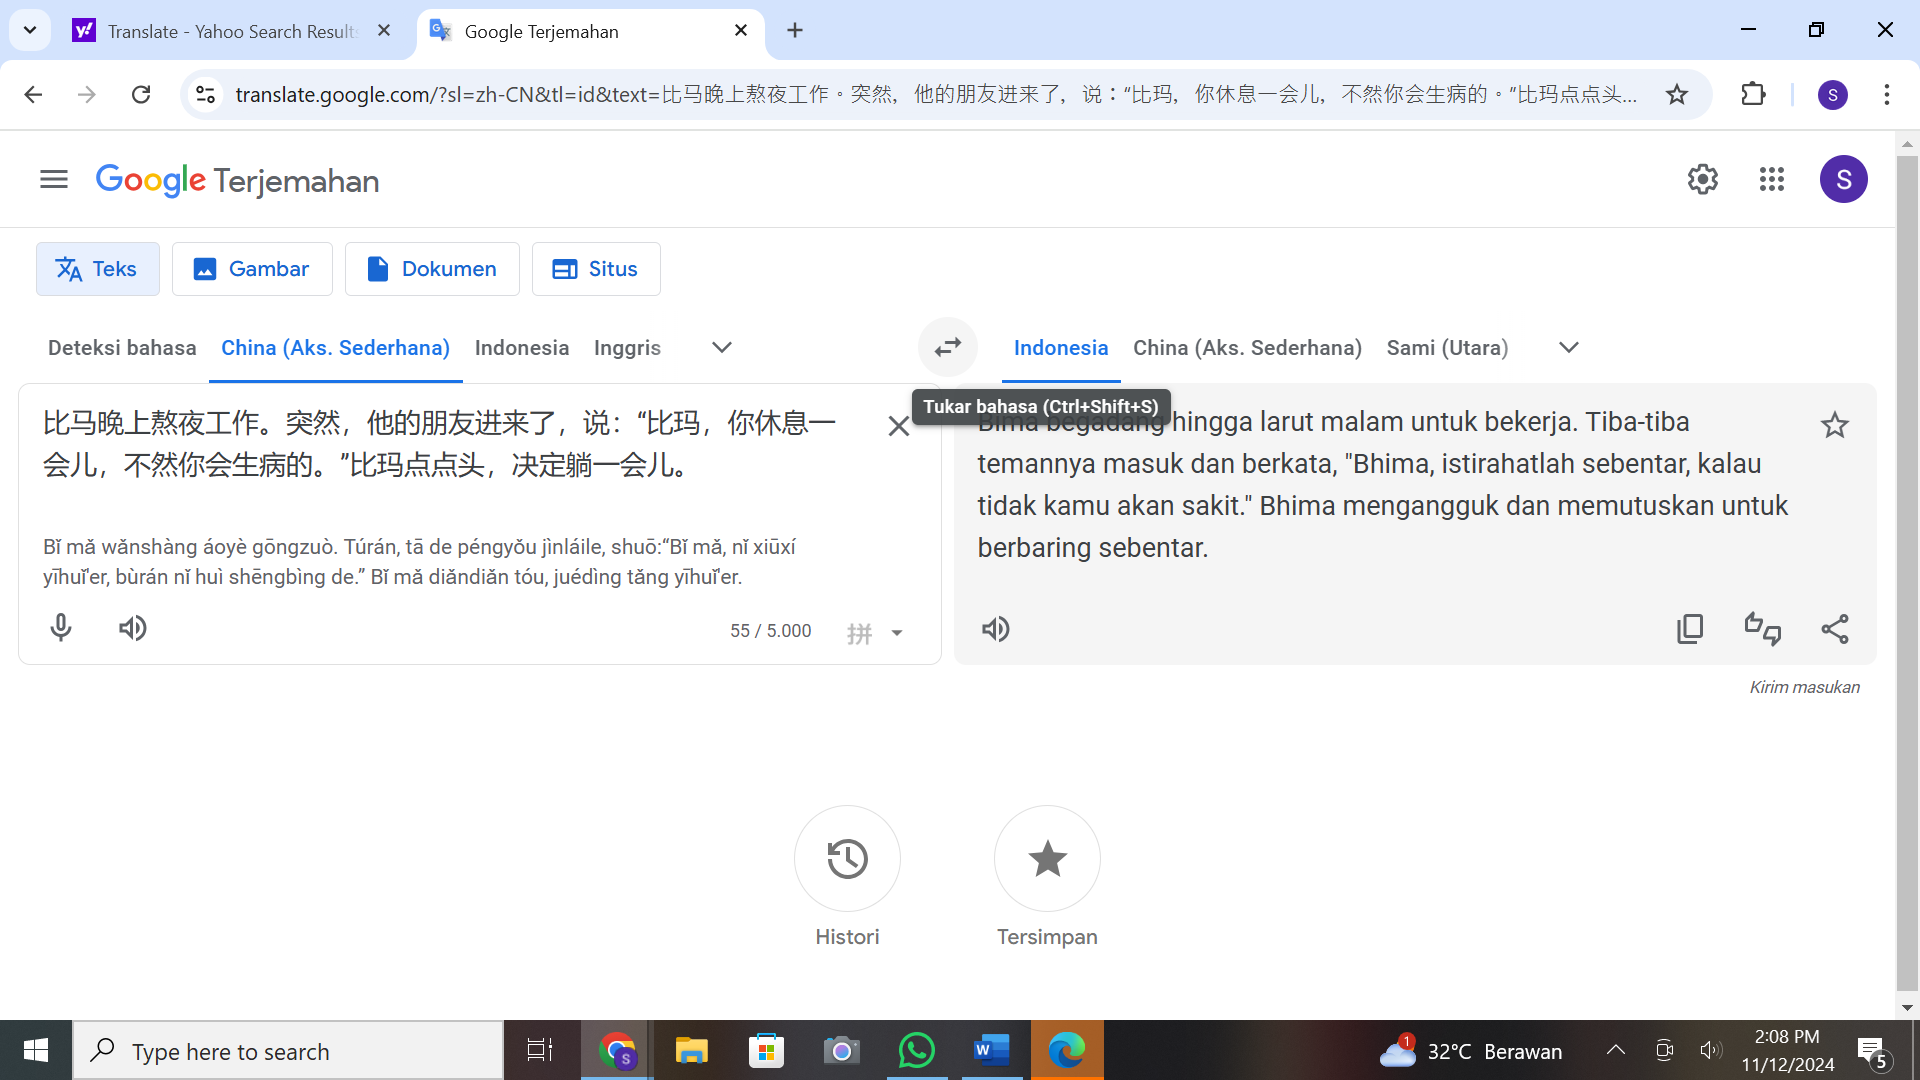 Translate - Yahoo Search Results
Google Terjemahan
translate.google.com/?sl=zh-CN&tl=id&text=比马晚上熬夜工作。突然，他的朋友进来了，说：“比玛，你休息一会儿，不然你会生病的。”比玛点点头...
S
Google Terjemahan
S
Teks
Gambar
Dokumen
Situs
Deteksi bahasa
China (Aks. Sederhana)
Indonesia
Inggris
Indonesia
China (Aks. Sederhana)
Sami (Utara)
Tukar bahasa (Ctrl+Shift+S)
比马晚上熬夜工作。突然，他的朋友进来了，说：“比玛，你休息一
会儿，不然你会生病的。”比玛点点头，决定躺一会儿。
Bǐ mǎ wǎnshàng áoyè gōngzuò. Túrán, tā de péngyǒu jìnláile, shuō:“Bǐ mǎ, nǐ xiūxí
yīhuǐ'er, bùrán nǐ huì shēngbìng de.” Bǐ mǎ diǎndiǎn tóu, juédìng tǎng yīhuǐ'er.
55 / 5.000
拼
Bima begadang hingga larut malam untuk bekerja. Tiba-tiba
temannya masuk dan berkata, "Bhima, istirahatlah sebentar, kalau
tidak kamu akan sakit." Bhima mengangguk dan memutuskan untuk
berbaring sebentar.
Kirim masukan
Histori
Tersimpan
Type here to search
S
W
1
32°C Berawan
2:08 PM
11/12/2024
5